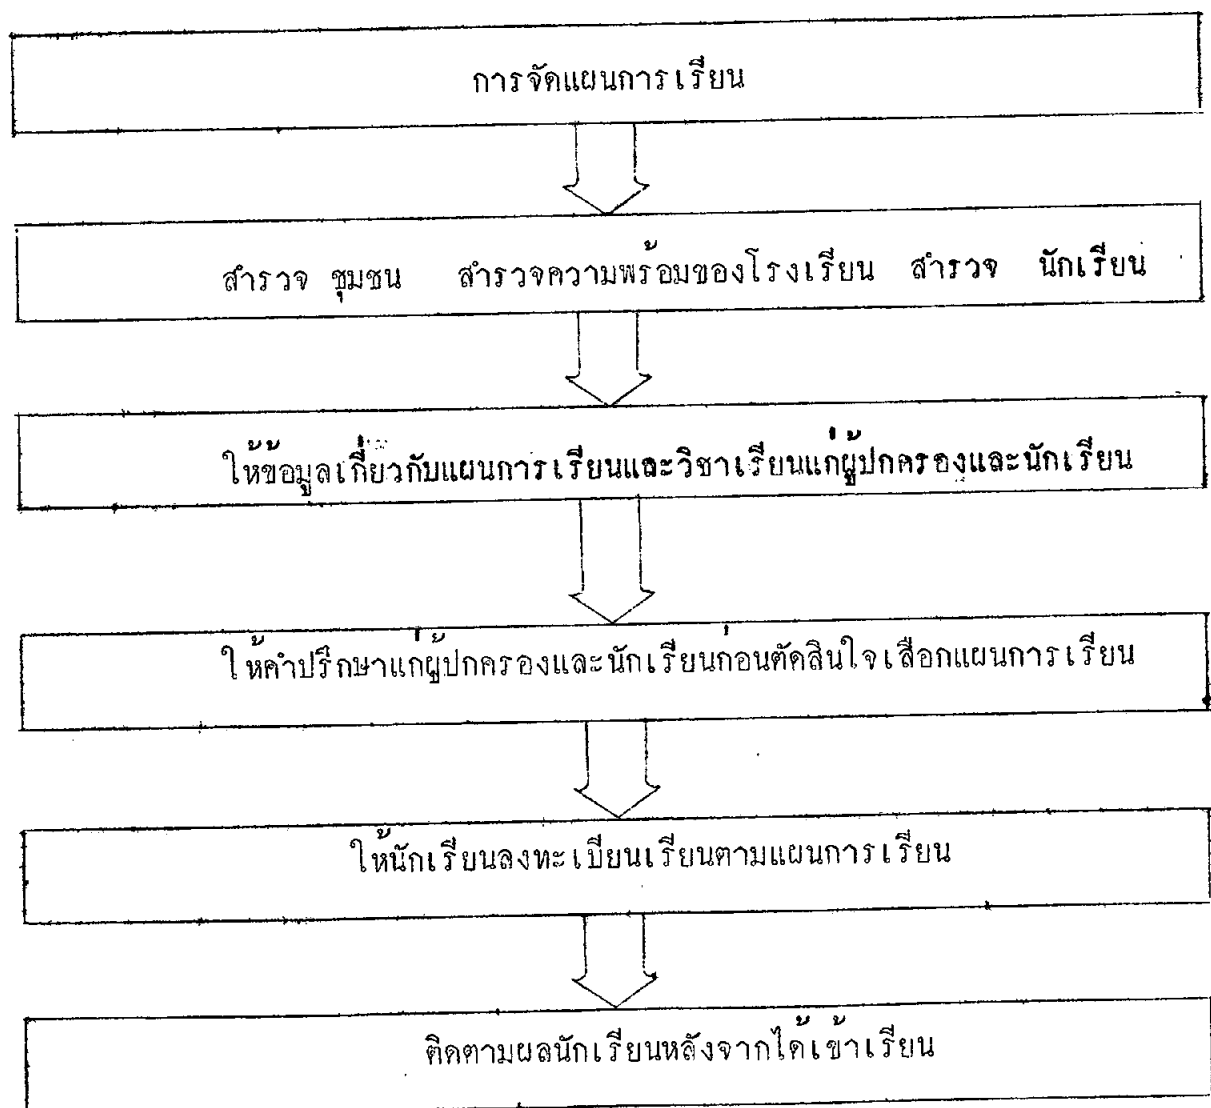 การจัดแผนการเรียน
สำรวจ ชุมชน สำรวจความพร้อมของโรงเรียน สำรวจ นักเรียน
ให้ข้อมูลเกี่ยวกับแผนการเรียนและวิชาเรียนแก่ผู้ปกครองและนักเรียน
ให้คำปรึกษาแก่ผู้ปกครองและนักเรียนก่อนตัดสินใจเลือกแผนการเรียน
ให้นักเรียนลงทะเบียนเรียนตามแผนการเรียน
ติดตามผลนักเรียนหลังจากได้เข้าเรียน